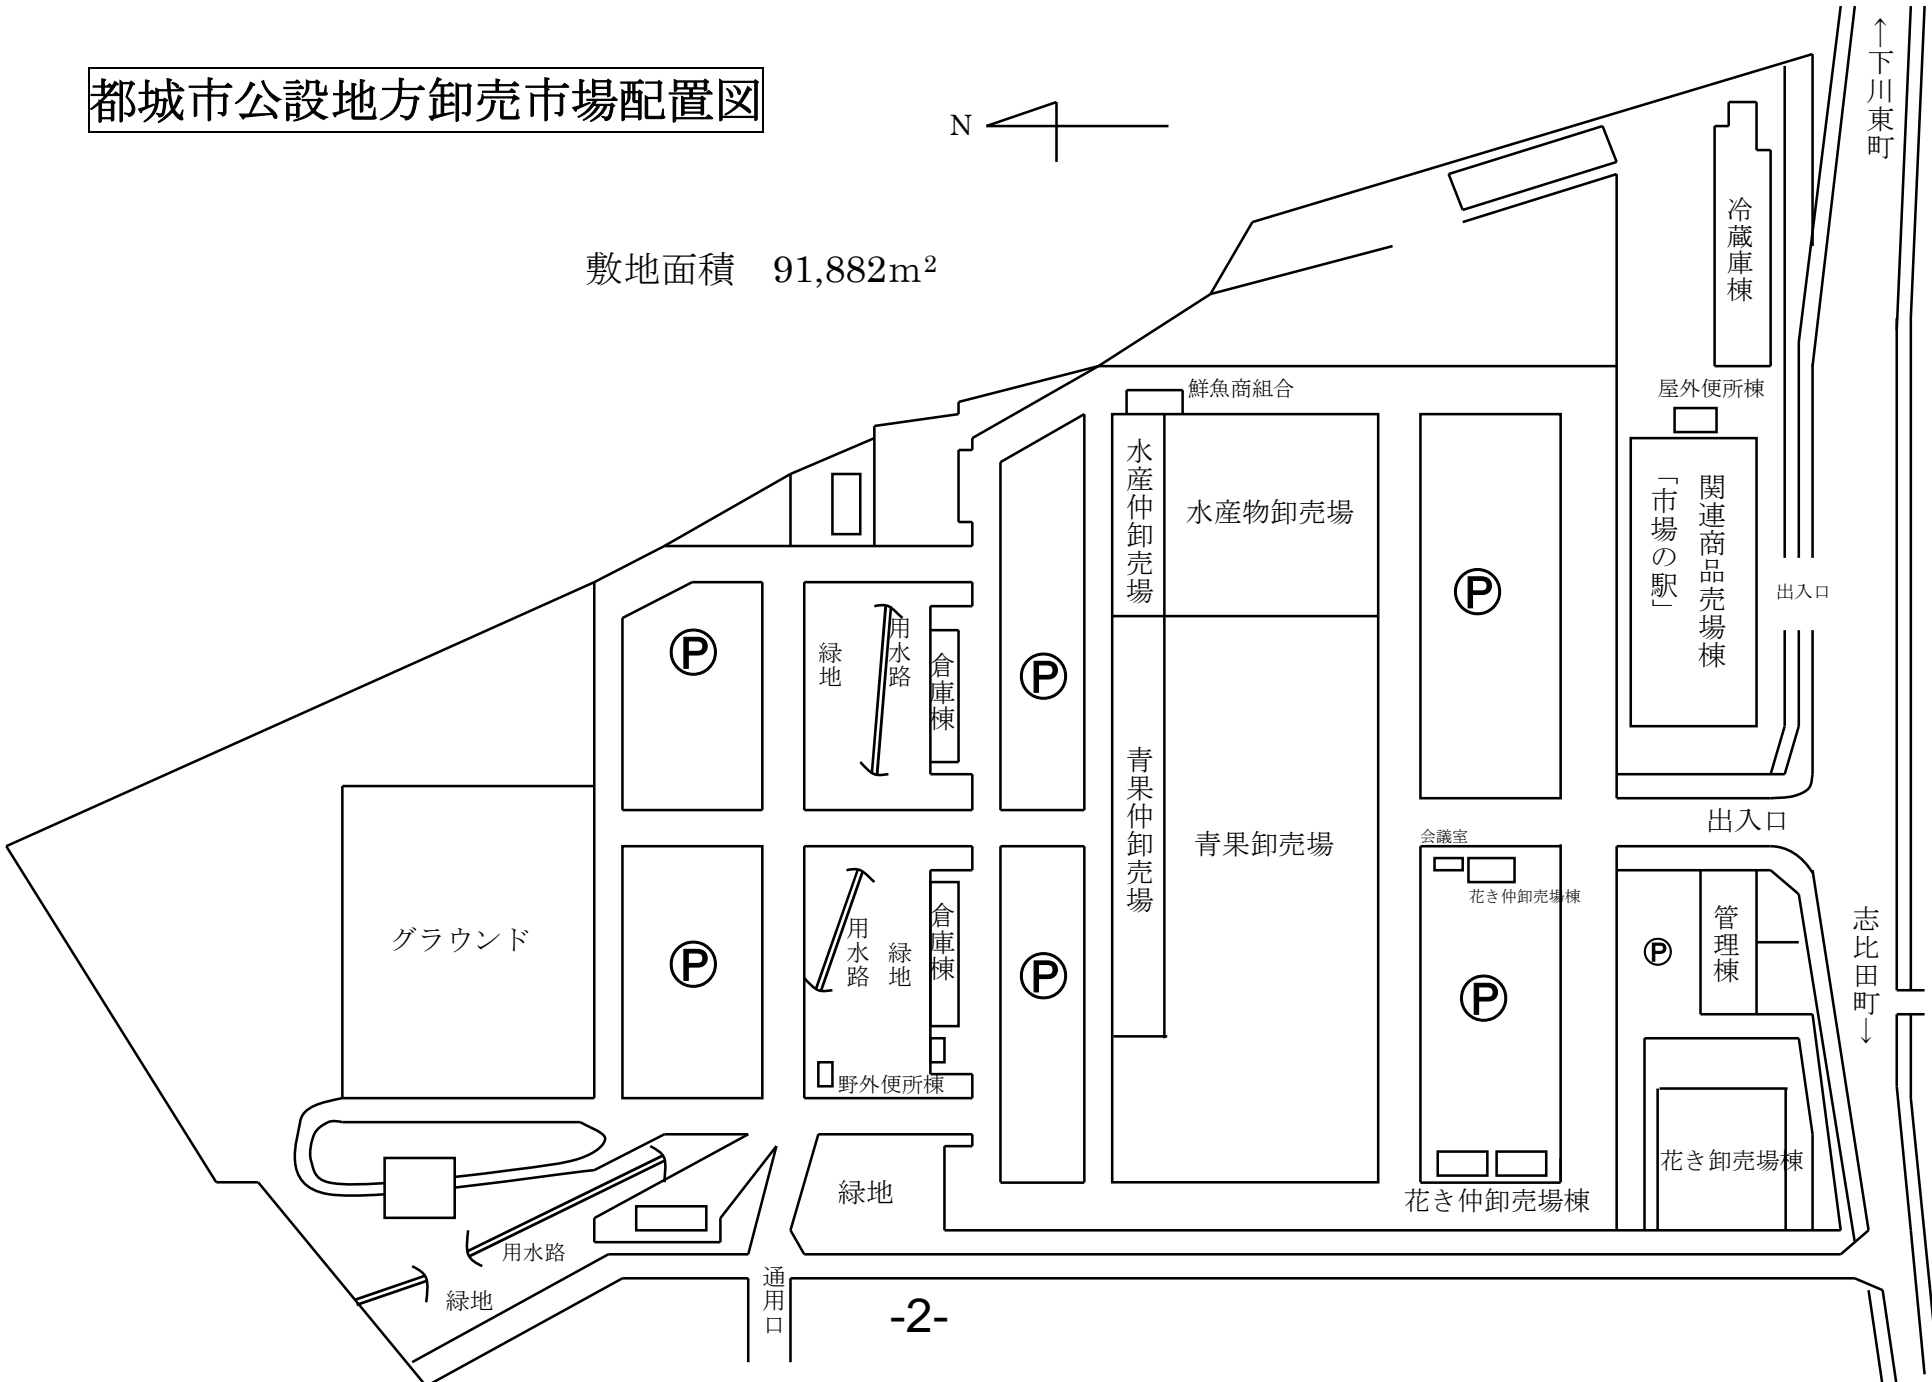 都城市公設地方卸売市場配置図
N
敷地面積 91,882m²
←下川東町
冷蔵庫棟
鮮魚商組合
屋外便所棟
水産仲卸売場
水産物卸売場
関連商品売場棟
「市場の駅」
出入口
P
P
P
緑地
用水路
倉庫棟
青果仲卸売場
青果卸売場
出入口
会議室
花き仲卸売場棟
グラウンド
P
用水路
緑地
倉庫棟
P
P
P
管理棟
志比田町→
野外便所棟
花き卸売場棟
花き仲卸売場棟
緑地
用水路
緑地
通用口
-2-